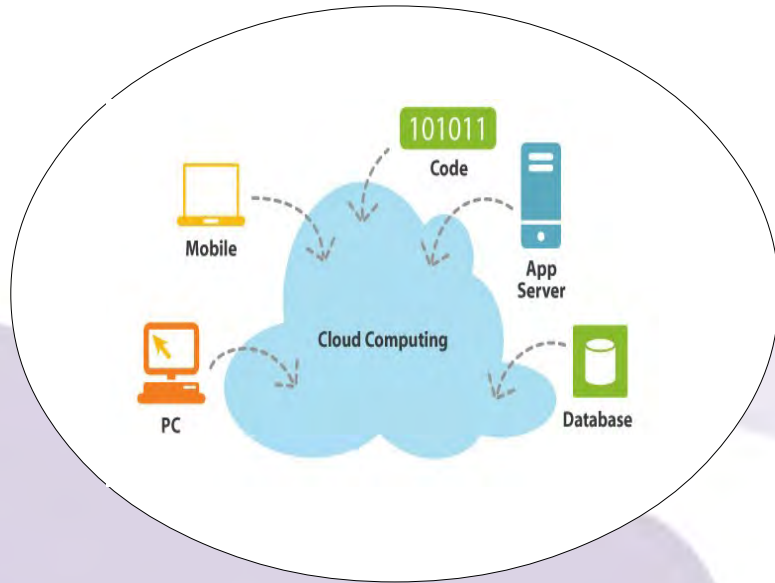 101011
Code
Mobile
App
Server
Cloud Computing
PC
Database